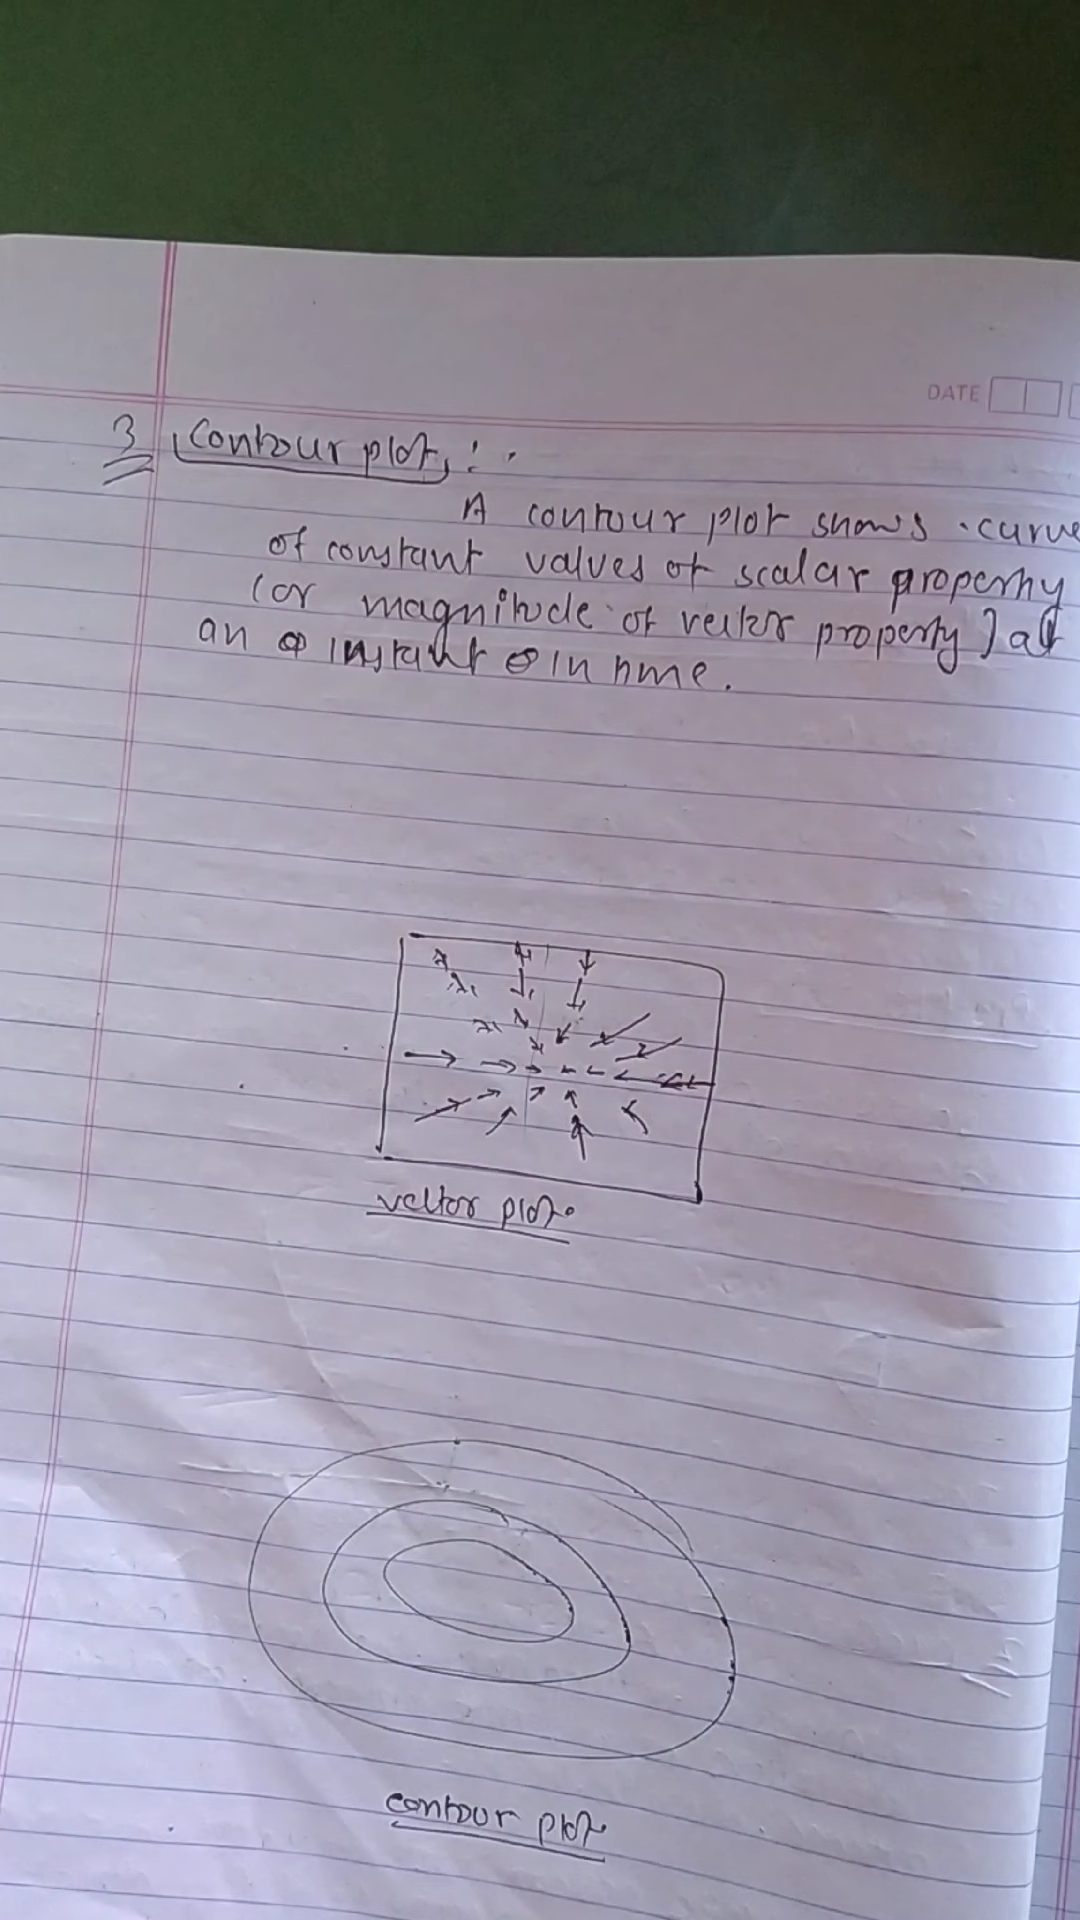 DATE
3 Contour plot :-
A contour plot shows curve
of constant values of scalar property
(or magnitude of vector property) at
an instant in time.
vector plot.
contour plot